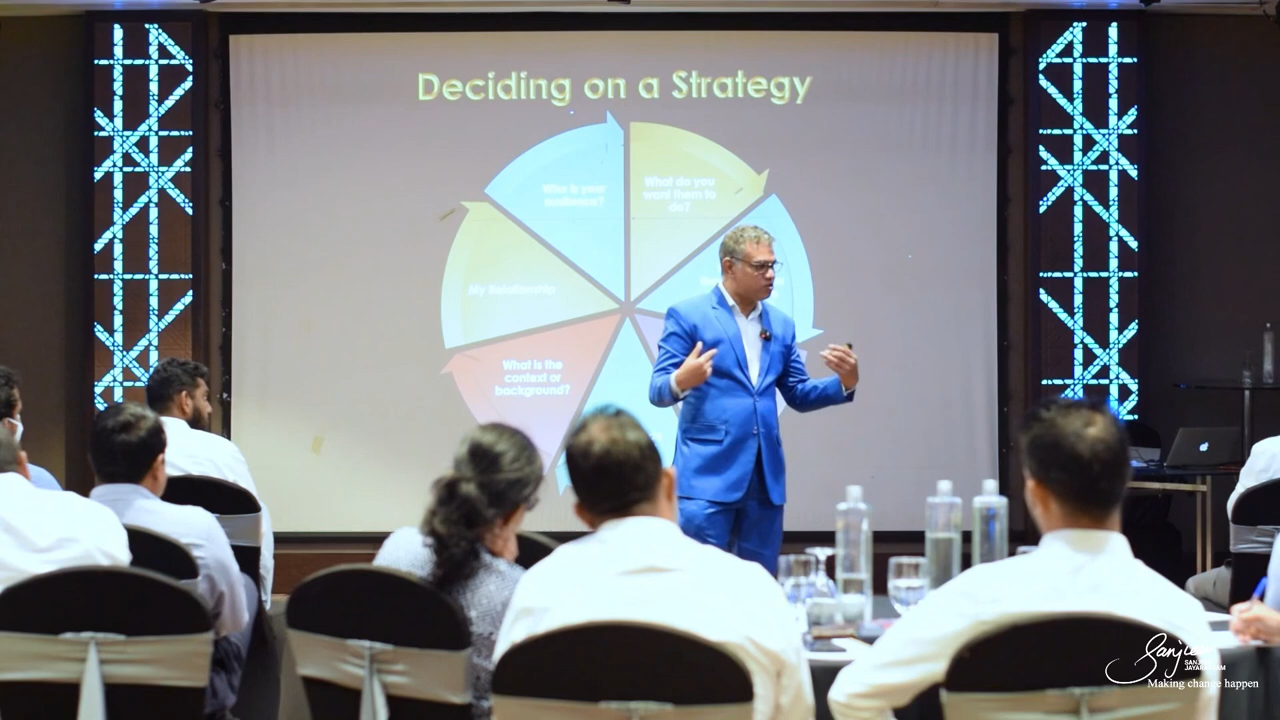 Deciding on a Strategy
Who is your
audience?
What do you
want them to
do?
My Relationship
What is the
context or
background?
Making change happen